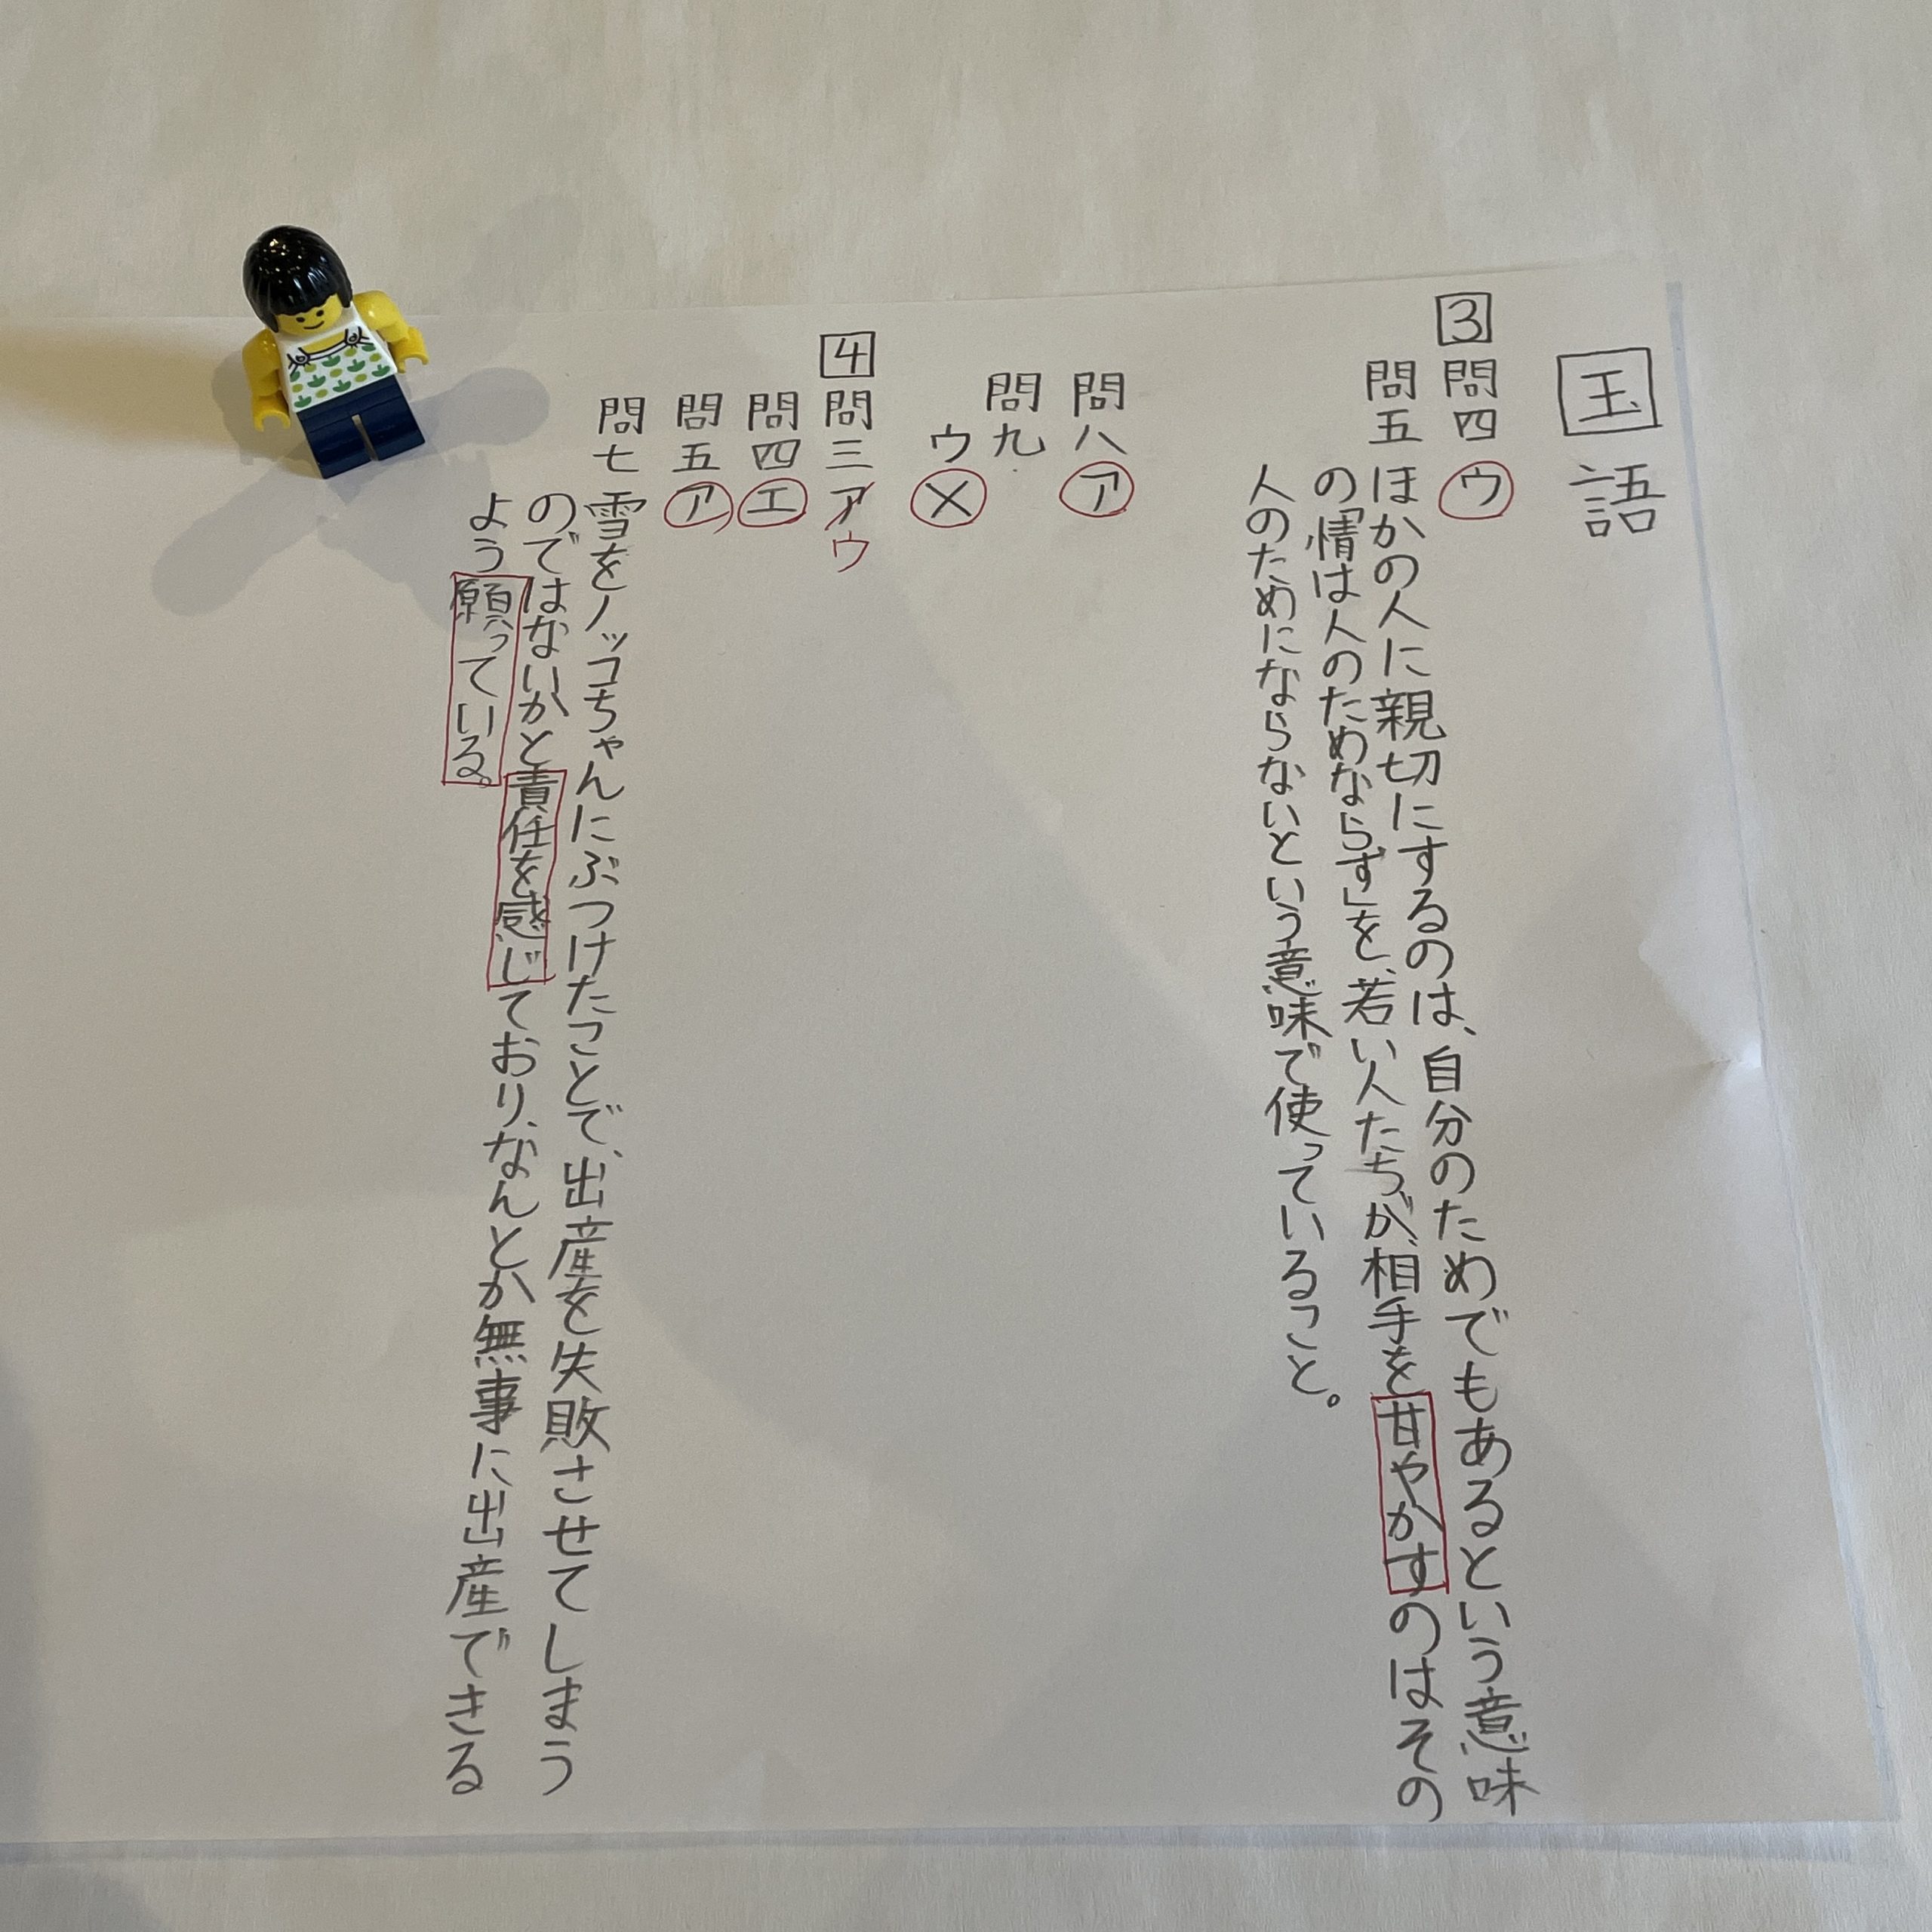 国語
3 問四 ウ
問五 ほかの人に親切にするのは、自分のためでもあるという意味
の「情は人のためならず」を、若い人たちが、相手を甘やかすのはその
人のためにならないという意味で使っていること。
問八 ア
問九
ウ ×
4 問三 ア ウ
問四 エ
問五 ア
問七 雪をノッコちゃんにぶつけたことで、出産を失敗させてしまう
のではないかと責任を感じており、なんとか無事に出産できる
よう願っている。